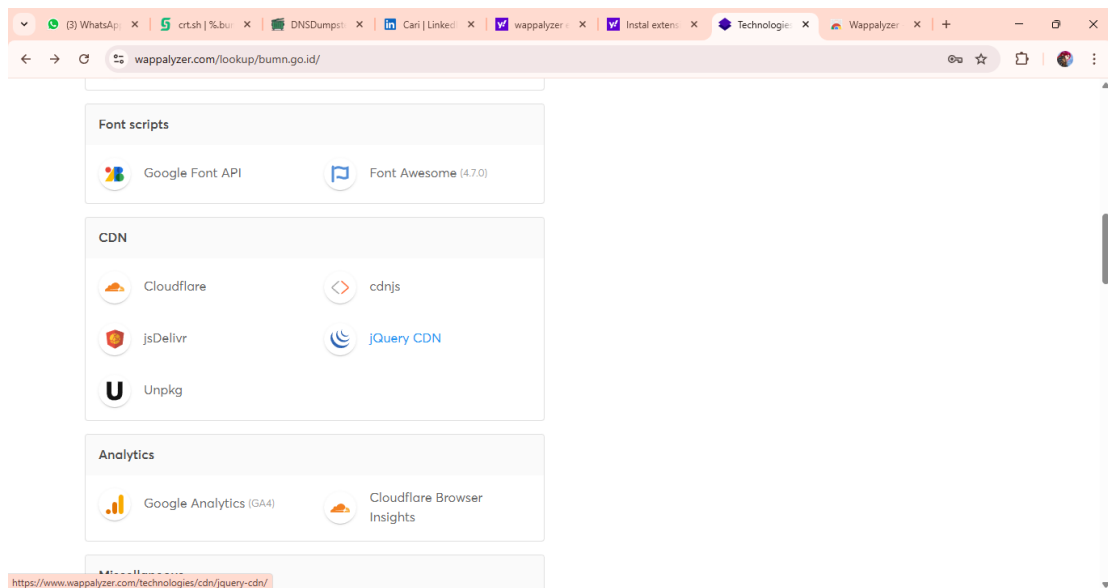 (3) WhatsAp
crt.sh | %.bu
DNSDumpst
Cari | Linked
wappalyzer
Instal extens
Technologie
Wappalyzer
wappalyzer.com/lookup/bumn.go.id/
Font scripts
Google Font API
Font Awesome (4.7.0)
CDN
Cloudflare
cdnjs
jsDelivr
jQuery CDN
Unpkg
Analytics
Google Analytics (GA4)
Cloudflare Browser
Insights
Miscellaneous
https://www.wappalyzer.com/technologies/cdn/jquery-cdn/